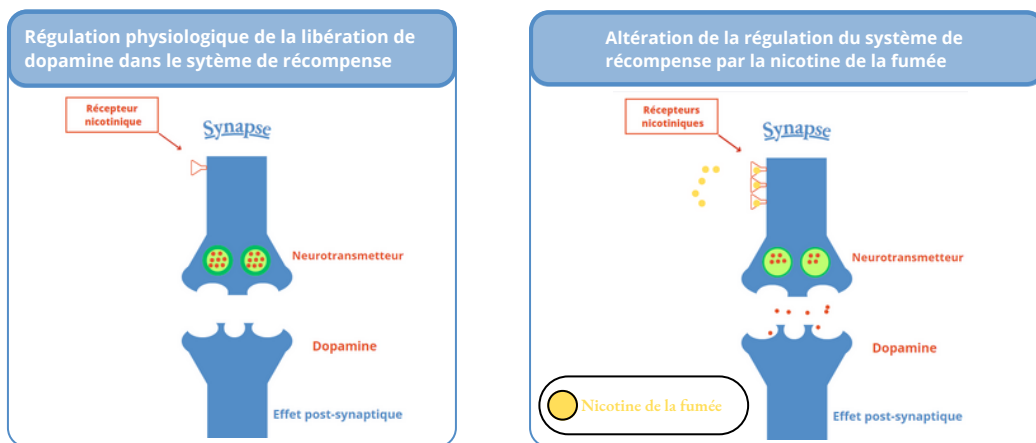 Régulation physiologique de la libération de
dopamine dans le sytème de récompense
Récepteur
nicotinique
Synapse
Neurotransmetteur
Dopamine
Effet post-synaptique
Altération de la régulation du système de
récompense par la nicotine de la fumée
Récepteurs
nicotiniques
Synapse
Neurotransmetteur
Dopamine
Effet post-synaptique
Nicotine de la fumée